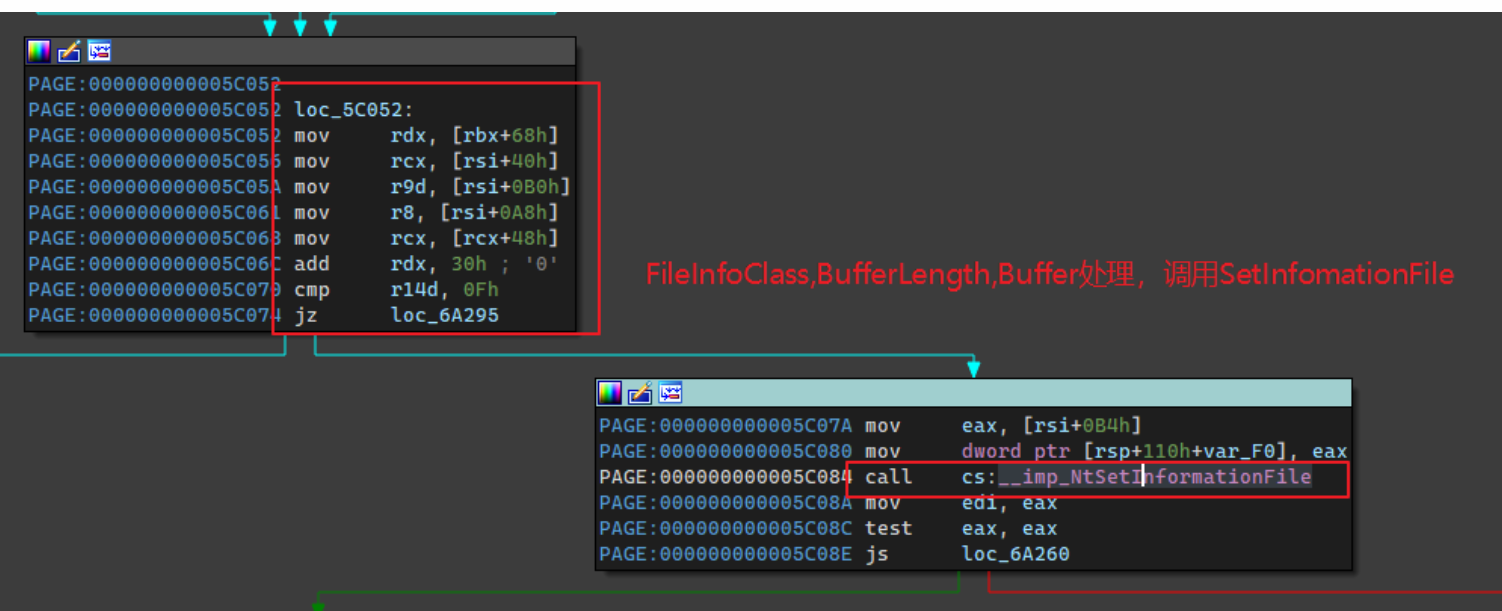 PAGE:000000000005C052
PAGE:000000000005C052 loc_5C052:
PAGE:000000000005C052 mov rdx, [rbx+68h]
PAGE:000000000005C056 mov rcx, [rsi+40h]
PAGE:000000000005C05A mov r9d, [rsi+0B0h]
PAGE:000000000005C061 mov r8, [rsi+0A8h]
PAGE:000000000005C068 mov rcx, [rcx+48h]
PAGE:000000000005C06C add rdx, 30h ; '0'
PAGE:000000000005C070 cmp r14d, 0Fh
PAGE:000000000005C074 jz loc_6A295
FileInfoClass,BufferLength,Buffer处理，调用SetInfomationFile
PAGE:000000000005C07A mov eax, [rsi+0B4h]
PAGE:000000000005C080 mov dword ptr [rsp+110h+var_F0], eax
PAGE:000000000005C084 call cs:__imp_NtSetInformationFile
PAGE:000000000005C08A mov edi, eax
PAGE:000000000005C08C test eax, eax
PAGE:000000000005C08E js loc_6A260